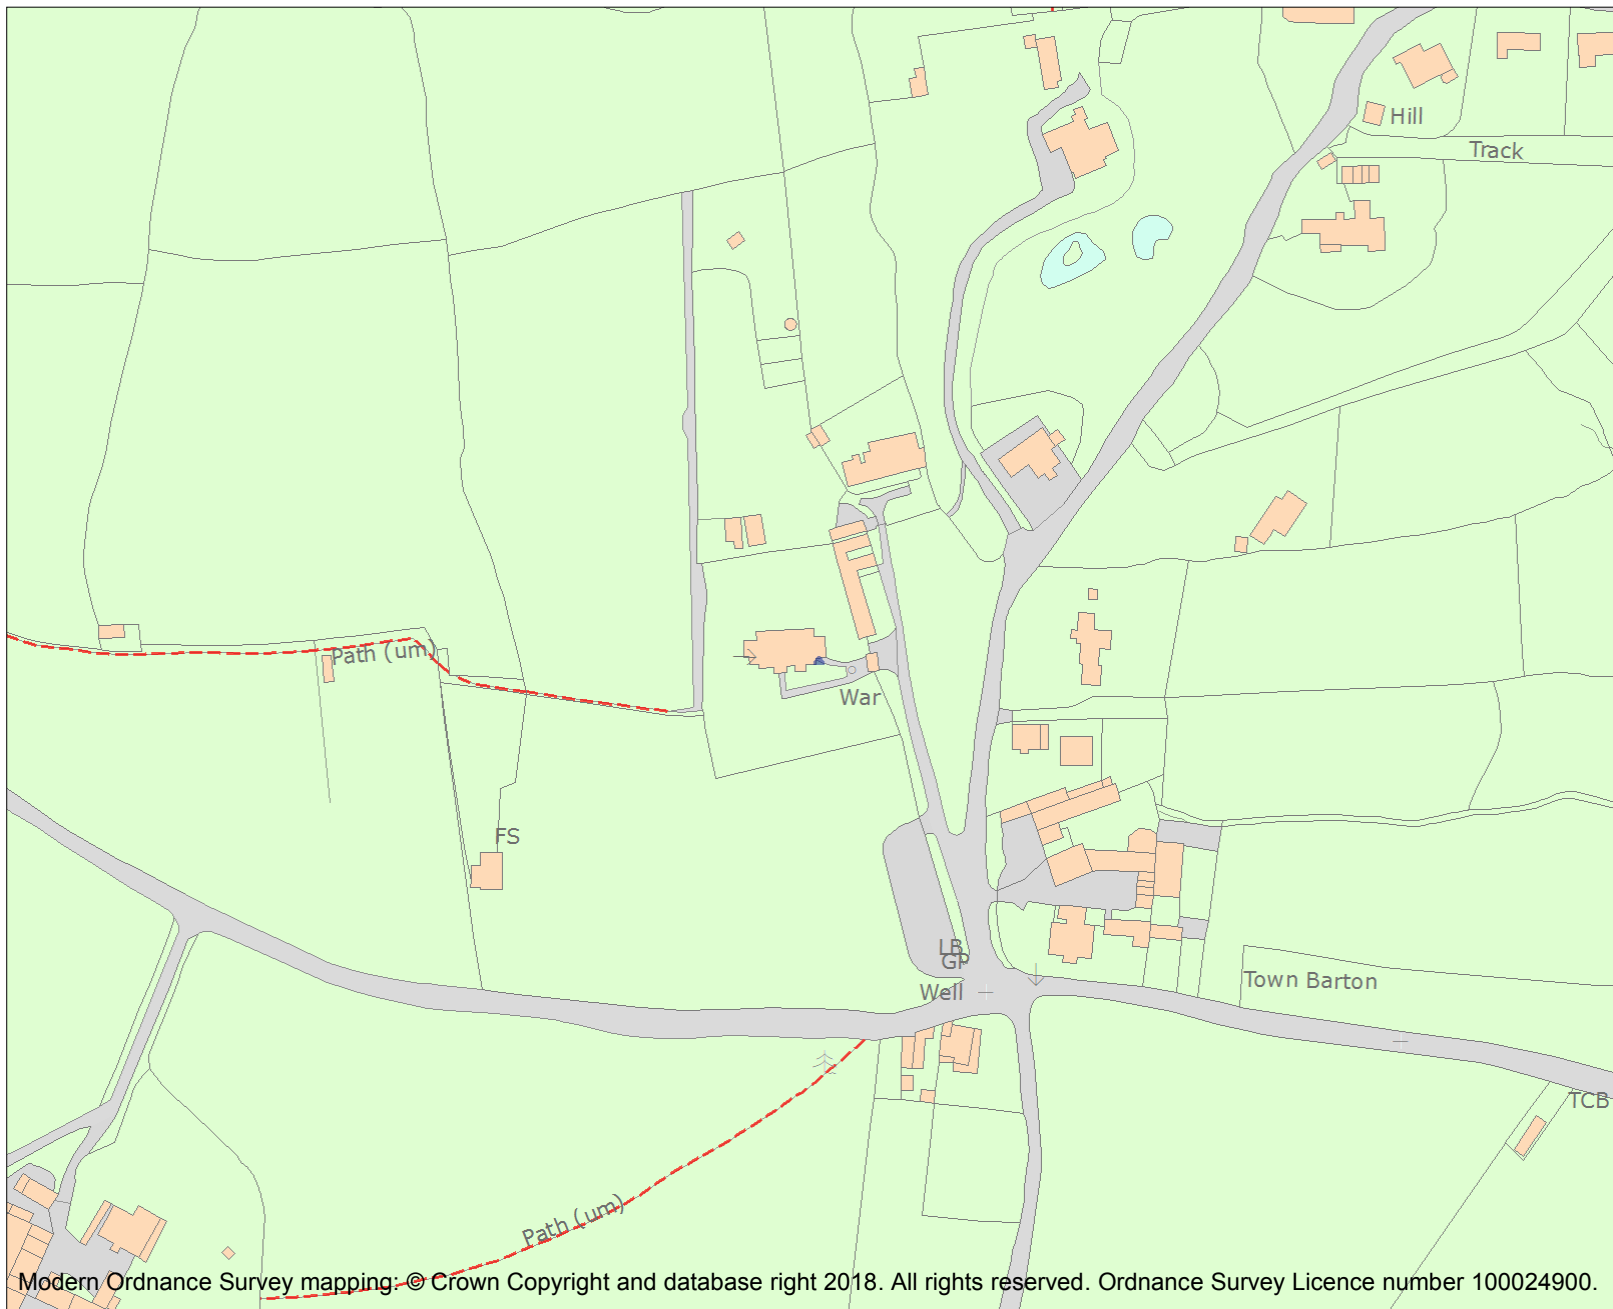 Hill
Track
Path (um)
War
FS
LB
GP
Well
Town Barton
TCB
Path (um)
Modern Ordnance Survey mapping: © Crown Copyright and database right 2018. All rights reserved. Ordnance Survey Licence number 100024900.